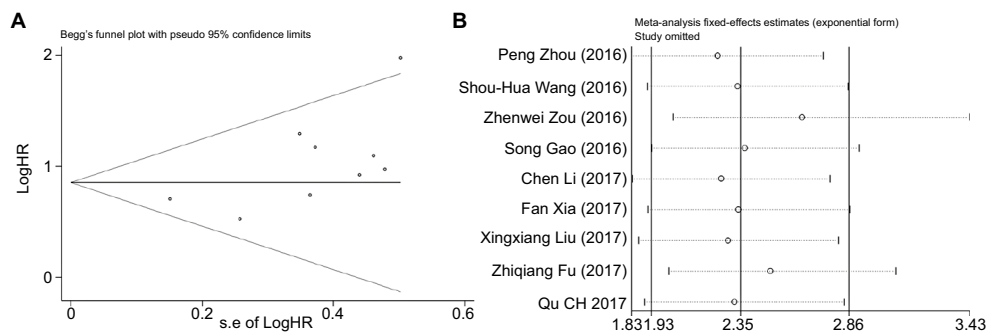 A
Begg's funnel plot with pseudo 95% confidence limits
2
1
0
LogHR
0
0.2
0.4
0.6
s.e of LogHR
B
Meta-analysis fixed-effects estimates (exponential form)
Study omitted
Peng Zhou (2016)
Shou-Hua Wang (2016)
Zhenwei Zou (2016)
Song Gao (2016)
Chen Li (2017)
Fan Xia (2017)
Xingxiang Liu (2017)
Zhiqiang Fu (2017)
Qu CH 2017
1.831.93
2.35
2.86
3.43